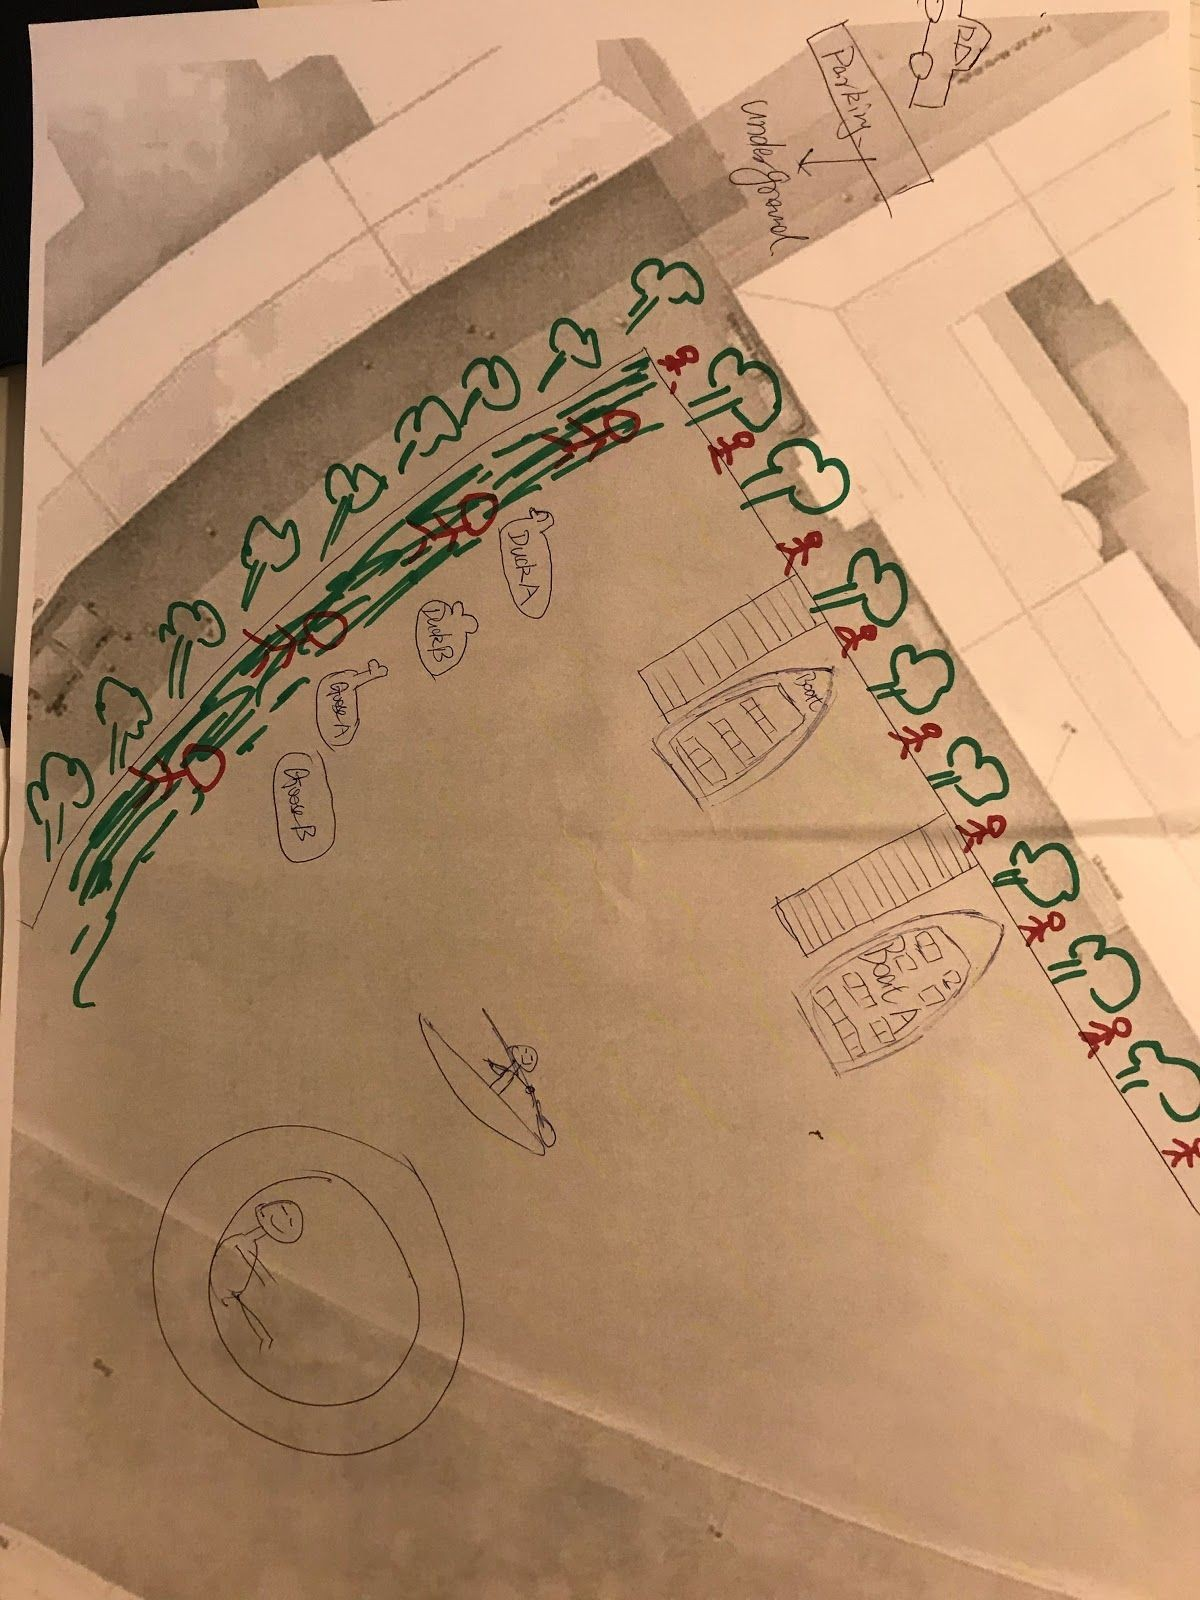 Parking
underground
Duck A
Duck B
Goose A
Goose B
Boat
Boat A